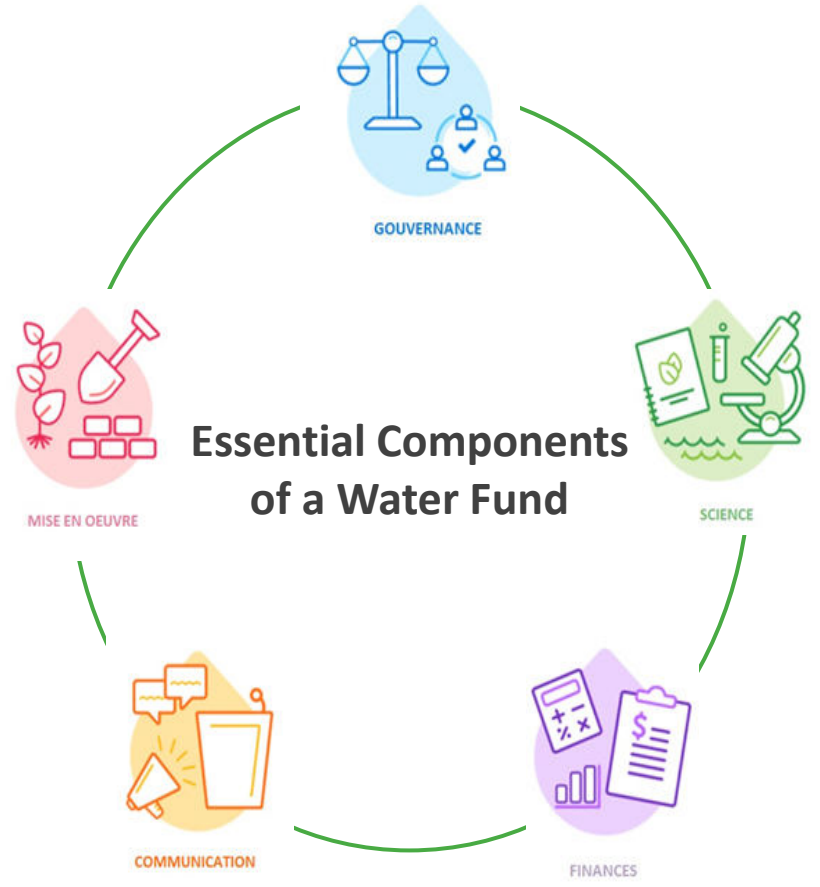 GOUVERNANCE
Essential Components
of a Water Fund
MISE EN OEUVRE
SCIENCE
COMMUNICATION
FINANCES